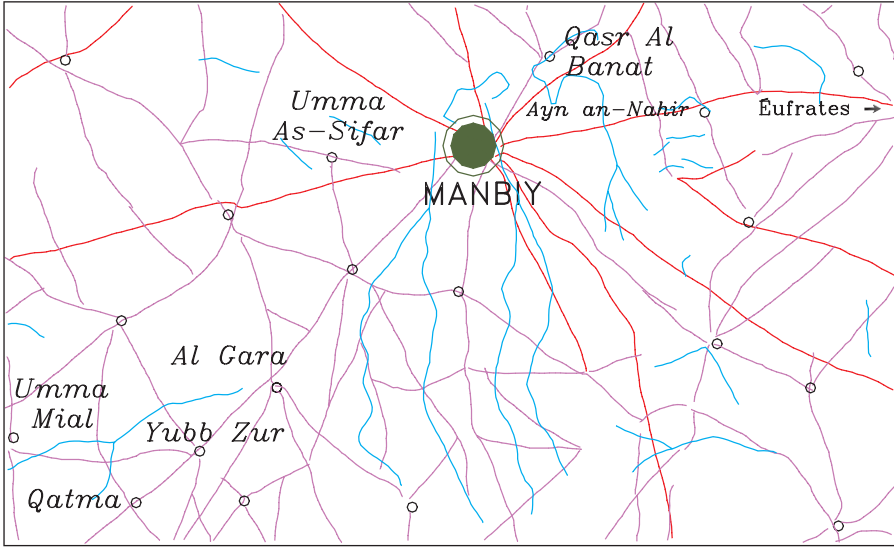 Qasr Al
Banat
Umma
As-Sifar
Ayn an-Nahir
Eufrates
MANBIY
Al Gara
Umma
Mial
Yubb Zur
Qatma